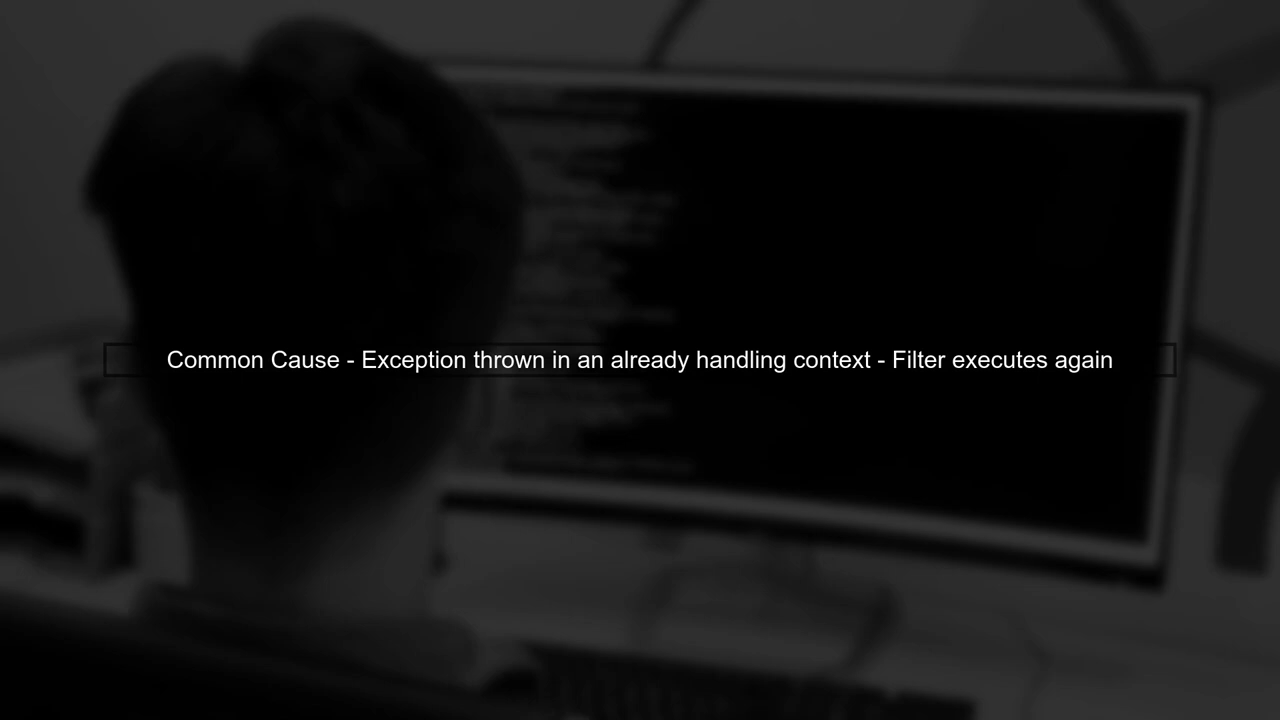 Common Cause - Exception thrown in an already handling context - Filter executes again